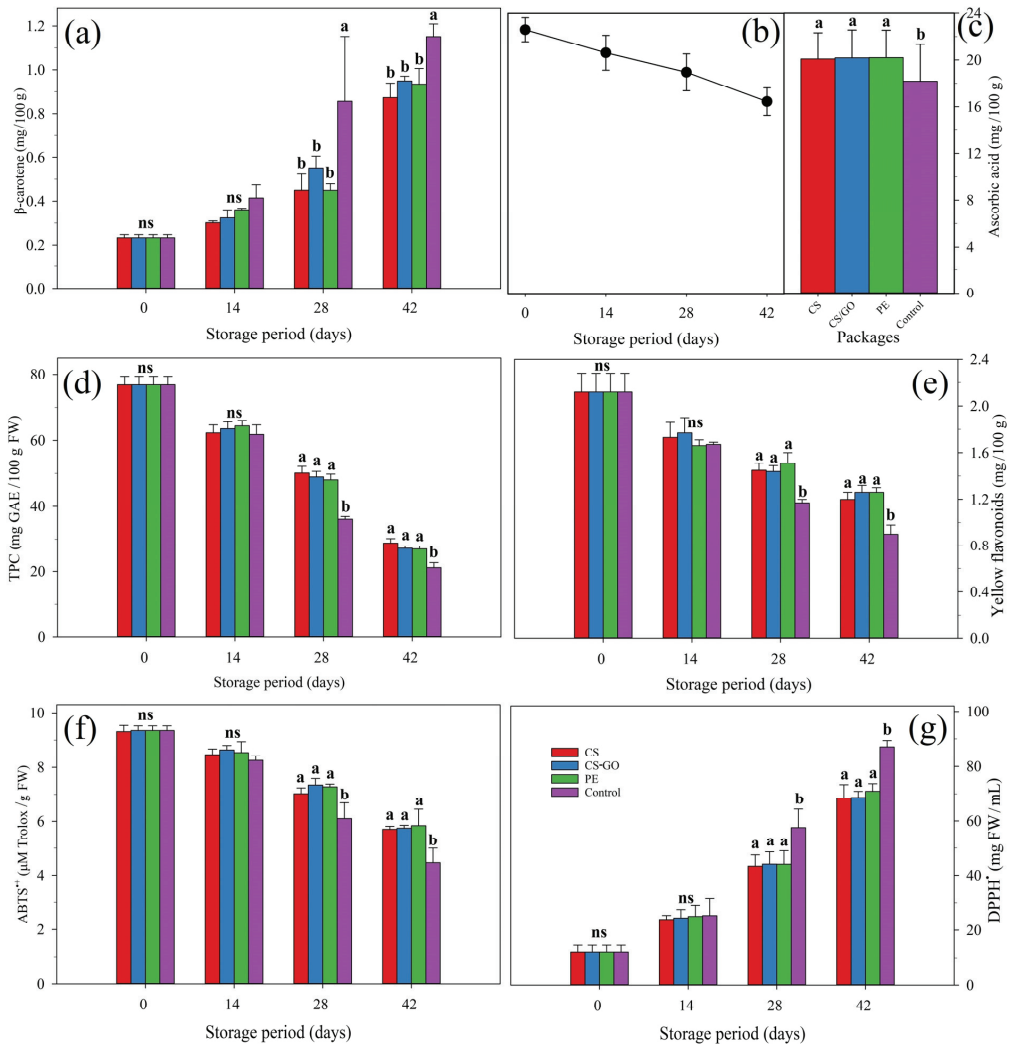 (a)
β-carotene (mg/100 g)
1.2
1.0
0.8
0.6
0.4
0.2
0.0
ns
ns
b b b a
b b b a
0 14 28 42
Storage period (days)
(b)
0 14 28 42
Storage period (days)
(c)
a a a b
24
20
16
12
8
4
0
Ascorbic acid (mg/100 g)
CS CS/GO PE Control
Packages
(d)
TPC (mg GAE/100 g FW)
80
60
40
20
0
ns
ns
a a a b
a a a b
0 14 28 42
Storage period (days)
(e)
Yellow flavonoids (mg/100 g)
2.4
2.0
1.6
1.2
0.8
0.4
0.0
ns
ns
a a a b
a a a b
0 14 28 42
Storage period (days)
(f)
ABTS•+ (µM Trolox/g FW)
10
8
6
4
2
0
ns
ns
a a a b
a a a b
0 14 28 42
Storage period (days)
(g)
CS
CS-GO
PE
Control
DPPH• (mg FW/mL)
100
80
60
40
20
0
ns
ns
a a a b
a a a b
0 14 28 42
Storage period (days)